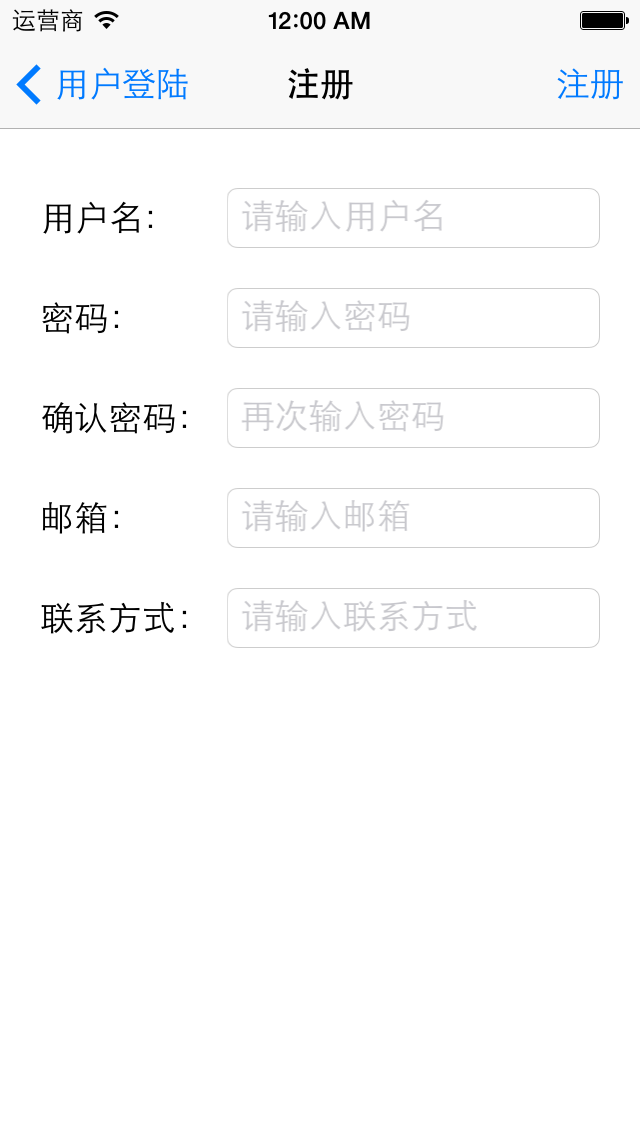 运营商 12:00 AM
用户登陆 注册 注册
用户名: 请输入用户名
密码: 请输入密码
确认密码: 再次输入密码
邮箱: 请输入邮箱
联系方式: 请输入联系方式